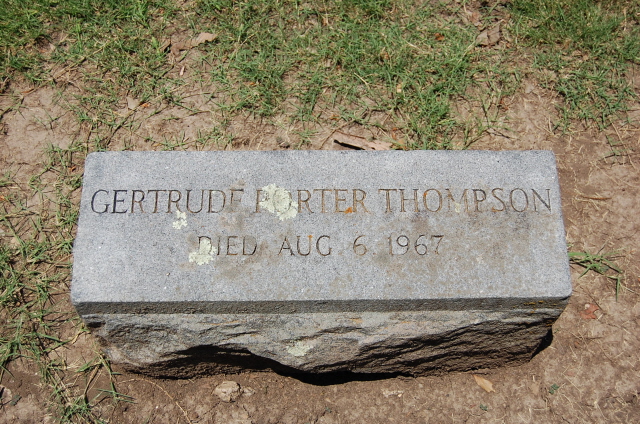 GERTRUDE PORTER THOMPSON
DIED AUG 6 1967